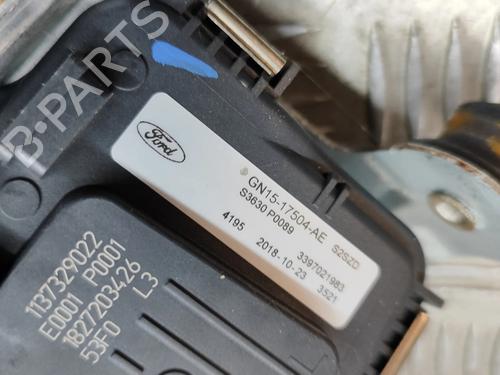 B-PARTS
Ford
GN15-17504-AE S2SZD
S3630 P0089 3397021983
4195 2018-10-23 3521
1137329022
E0001 P0001
1827203426
53F0 L3